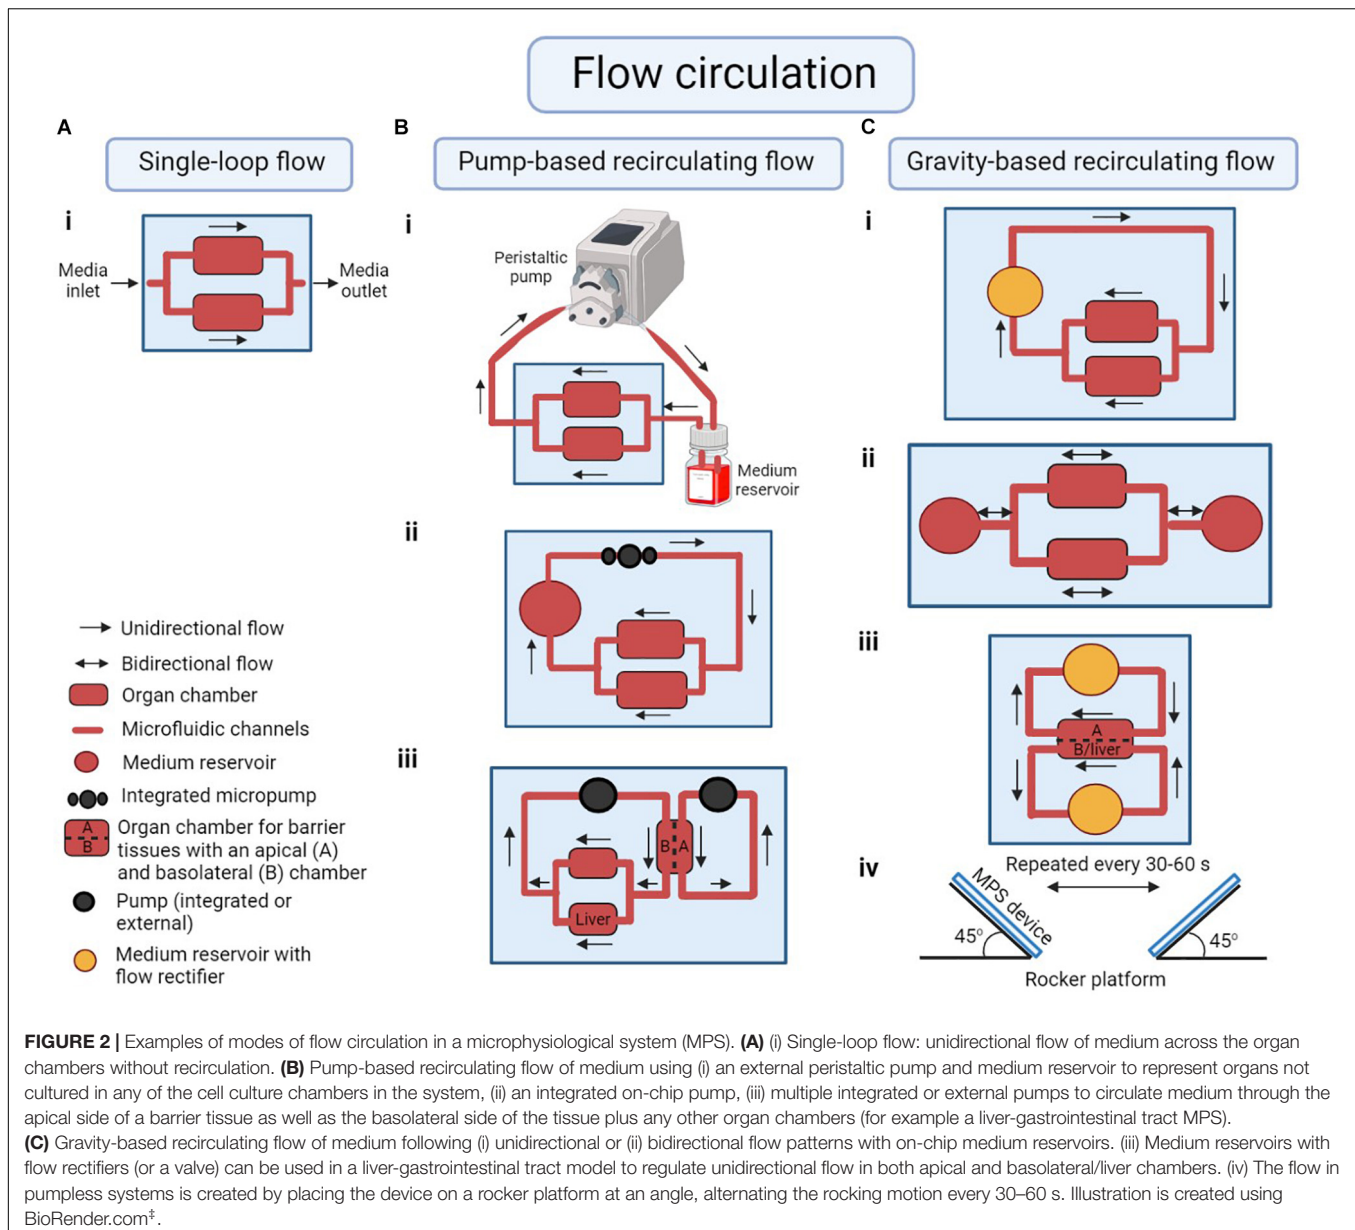 Flow circulation
A
Single-loop flow
i
Media
inlet
Media
outlet
B
Pump-based recirculating flow
i
Peristaltic
pump
Medium
reservoir
ii
iii
B
A
Liver
C
Gravity-based recirculating flow
i
ii
iii
A
B/liver
iv
Repeated every 30-60 s
MPS device
45°
45°
Rocker platform
Unidirectional flow
Bidirectional flow
Organ chamber
Microfluidic channels
Medium reservoir
Integrated micropump
A
B
Organ chamber for barrier
tissues with an apical (A)
and basolateral (B) chamber
Pump (integrated or
external)
Medium reservoir with
flow rectifier
FIGURE 2 | Examples of modes of flow circulation in a microphysiological system (MPS). (A) (i) Single-loop flow: unidirectional flow of medium across the organ
chambers without recirculation. (B) Pump-based recirculating flow of medium using (i) an external peristaltic pump and medium reservoir to represent organs not
cultured in any of the cell culture chambers in the system, (ii) an integrated on-chip pump, (iii) multiple integrated or external pumps to circulate medium through the
apical side of a barrier tissue as well as the basolateral side of the tissue plus any other organ chambers (for example a liver-gastrointestinal tract MPS).
(C) Gravity-based recirculating flow of medium following (i) unidirectional or (ii) bidirectional flow patterns with on-chip medium reservoirs. (iii) Medium reservoirs with
flow rectifiers (or a valve) can be used in a liver-gastrointestinal tract model to regulate unidirectional flow in both apical and basolateral/liver chambers. (iv) The flow in
pumpless systems is created by placing the device on a rocker platform at an angle, alternating the rocking motion every 30–60 s. Illustration is created using
BioRender.com‡.